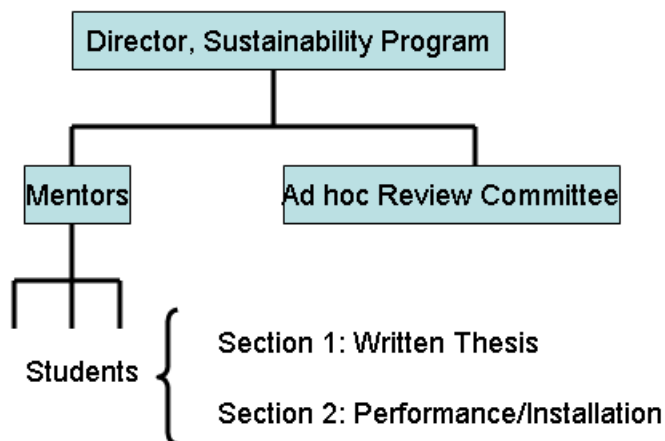 Director, Sustainability Program
Mentors
Ad hoc Review Committee
Section 1: Written Thesis
Students
Section 2: Performance/Installation